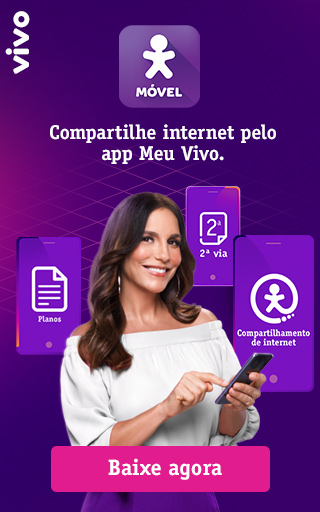 vivo
MÓVEL
Compartilhe internet pelo
app Meu Vivo.
2ª
2ª via
Planos
Compartilhamento
de internet
Baixe agora